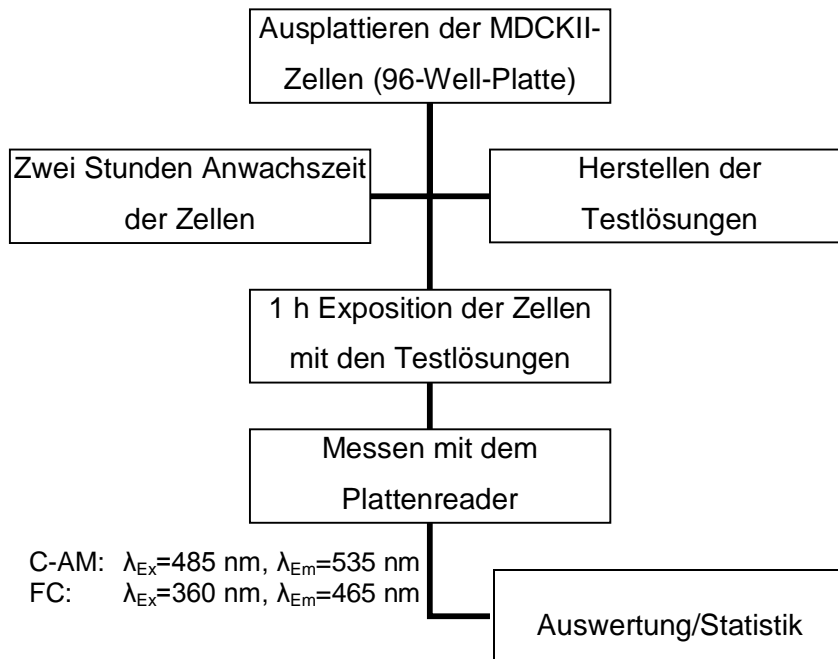 Ausplattieren der MDCKII-
Zellen (96-Well-Platte)
Zwei Stunden Anwachszeit
der Zellen
Herstellen der
Testlösungen
1 h Exposition der Zellen
mit den Testlösungen
Messen mit dem
Plattenreader
C-AM: λEx=485 nm, λEm=535 nm
FC: λEx=360 nm, λEm=465 nm
Auswertung/Statistik